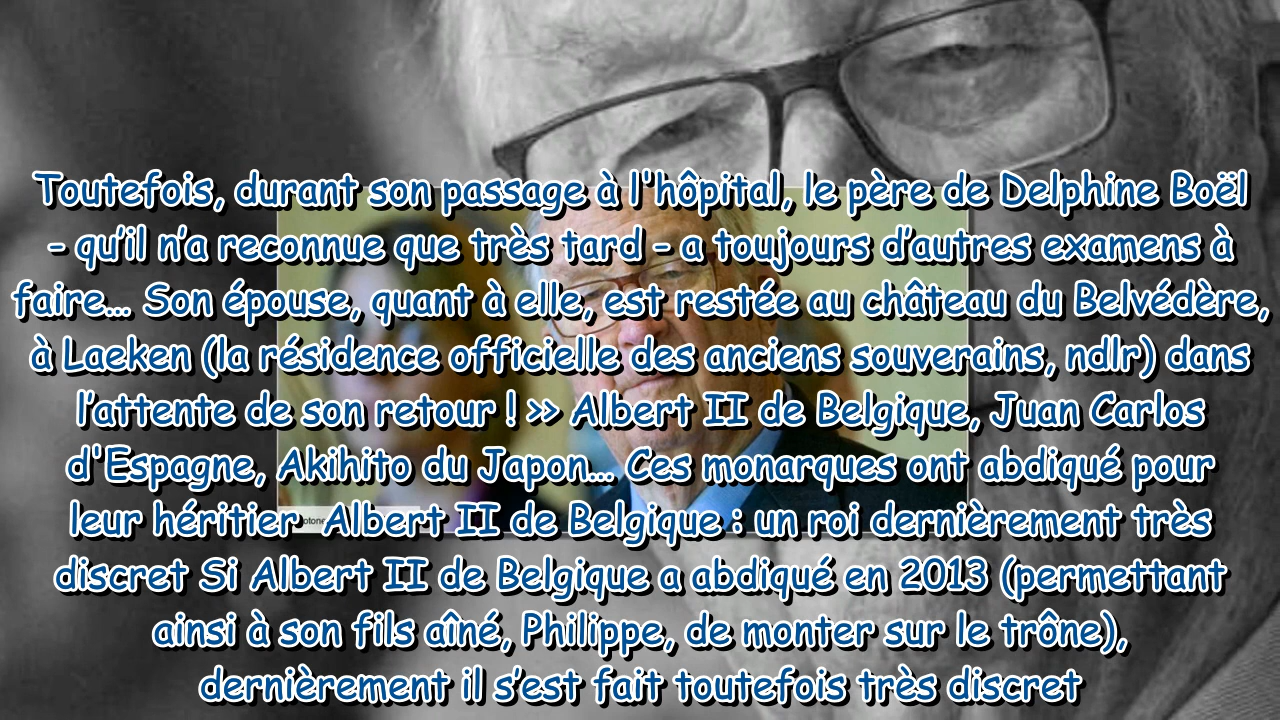 Toutefois, durant son passage à l'hôpital, le père de Delphine Boël
- qu’il n’a reconnue que très tard - a toujours d’autres examens à
faire... Son épouse, quant à elle, est restée au château du Belvédère,
à Laeken (la résidence officielle des anciens souverains, ndlr) dans
l’attente de son retour ! >> Albert II de Belgique, Juan Carlos
d'Espagne, Akihito du Japon... Ces monarques ont abdiqué pour
leur héritier  Albert II de Belgique : un roi dernièrement très
discret Si Albert II de Belgique a abdiqué en 2013 (permettant
ainsi à son fils aîné, Philippe, de monter sur le trône),
dernièrement il s’est fait toutefois très discret